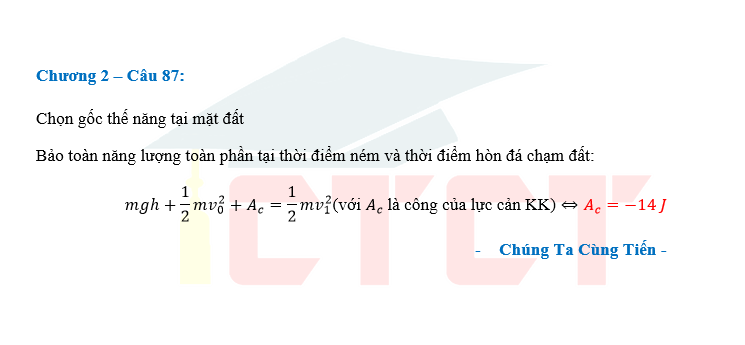 Chương 2 – Câu 87:
Chọn gốc thế năng tại mặt đất
Bảo toàn năng lượng toàn phần tại thời điểm ném và thời điểm hòn đá chạm đất:
mgh + \frac{1}{2}mv_0^2 + A_c = \frac{1}{2}mv_1^2(với A_c là công của lực cản KK) ⇔ A_c = −14 J
- Chúng Ta Cùng Tiến -
CTCT